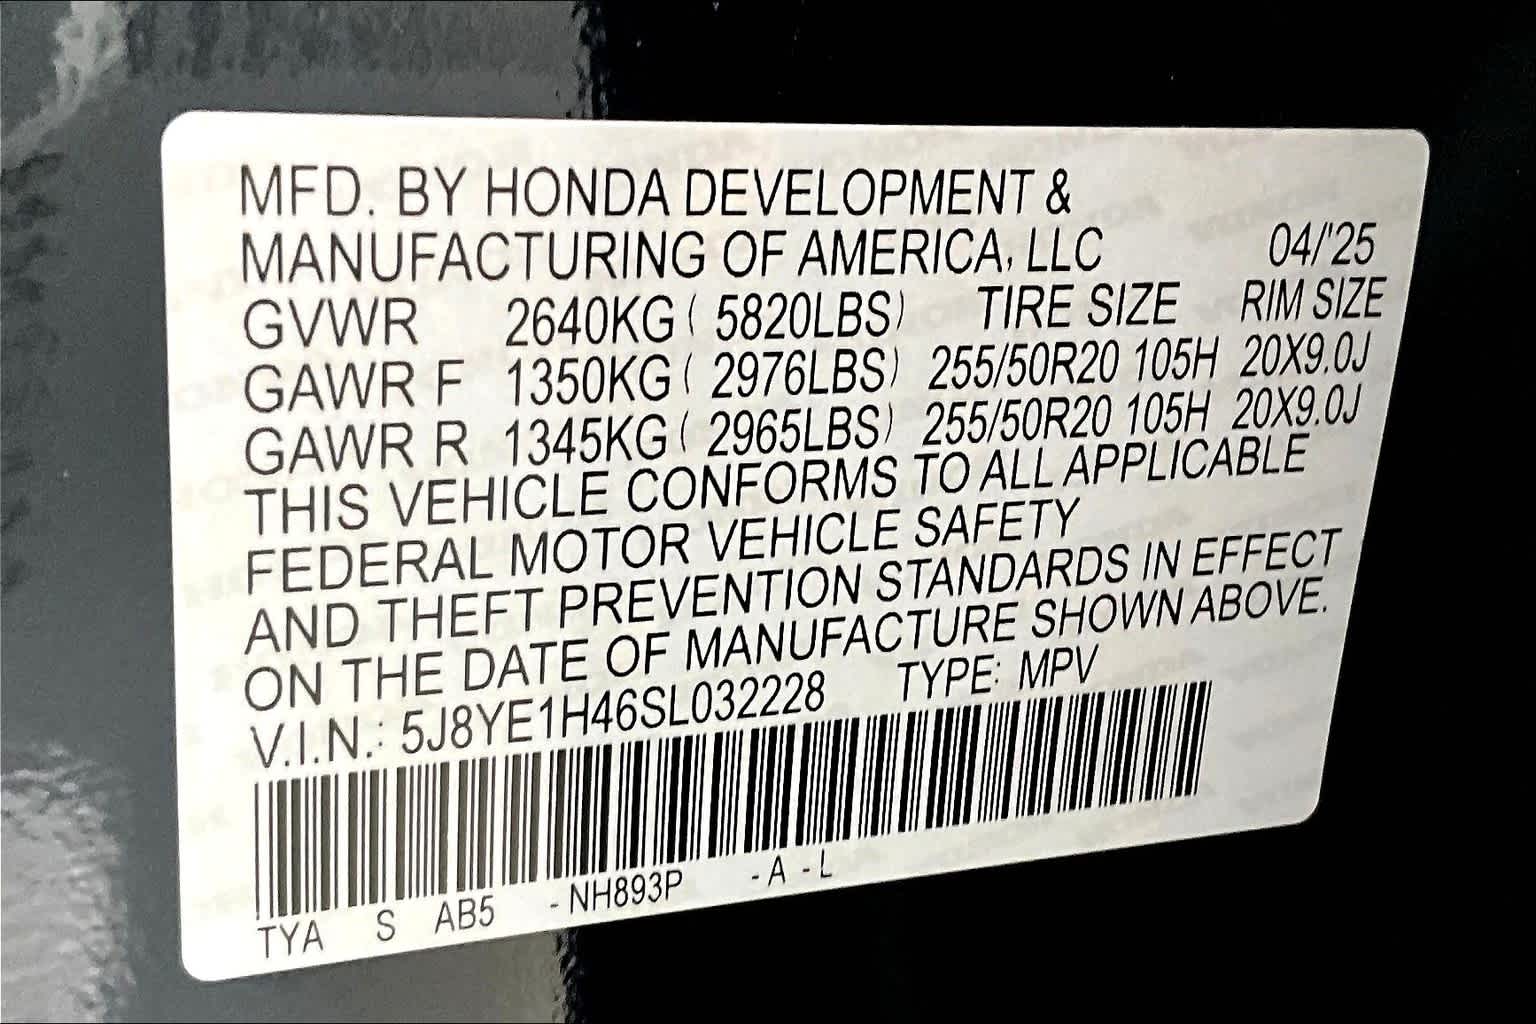 MFD. BY HONDA DEVELOPMENT &
MANUFACTURING OF AMERICA, LLC 04/'25
GVWR 2640KG ( 5820LBS) TIRE SIZE RIM SIZE
GAWR F 1350KG ( 2976LBS) 255/50R20 105H 20X9.0J
GAWR R 1345KG ( 2965LBS) 255/50R20 105H 20X9.0J
THIS VEHICLE CONFORMS TO ALL APPLICABLE
FEDERAL MOTOR VEHICLE SAFETY
AND THEFT PREVENTION STANDARDS IN EFFECT
ON THE DATE OF MANUFACTURE SHOWN ABOVE.
V.I.N.: 5J8YE1H46SL032228 TYPE: MPV
TYA S AB5 -NH893P -A -L